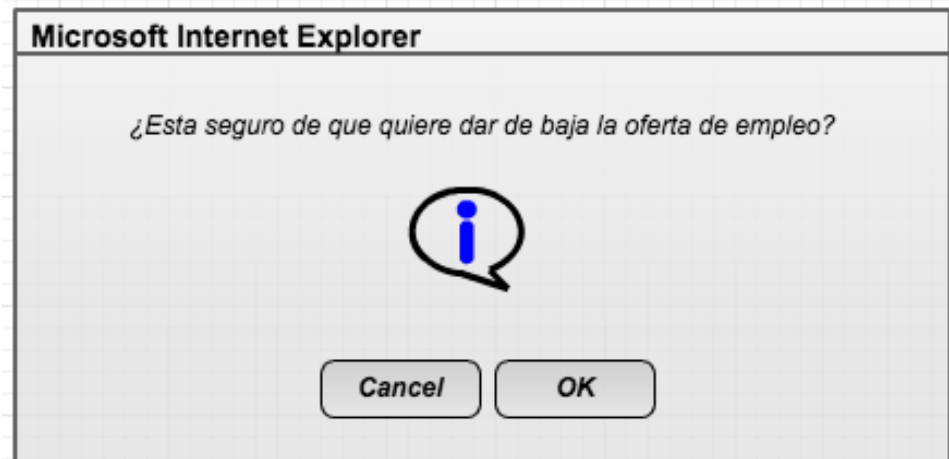 Microsoft Internet Explorer
¿Esta seguro de que quiere dar de baja la oferta de empleo?
i
Cancel OK